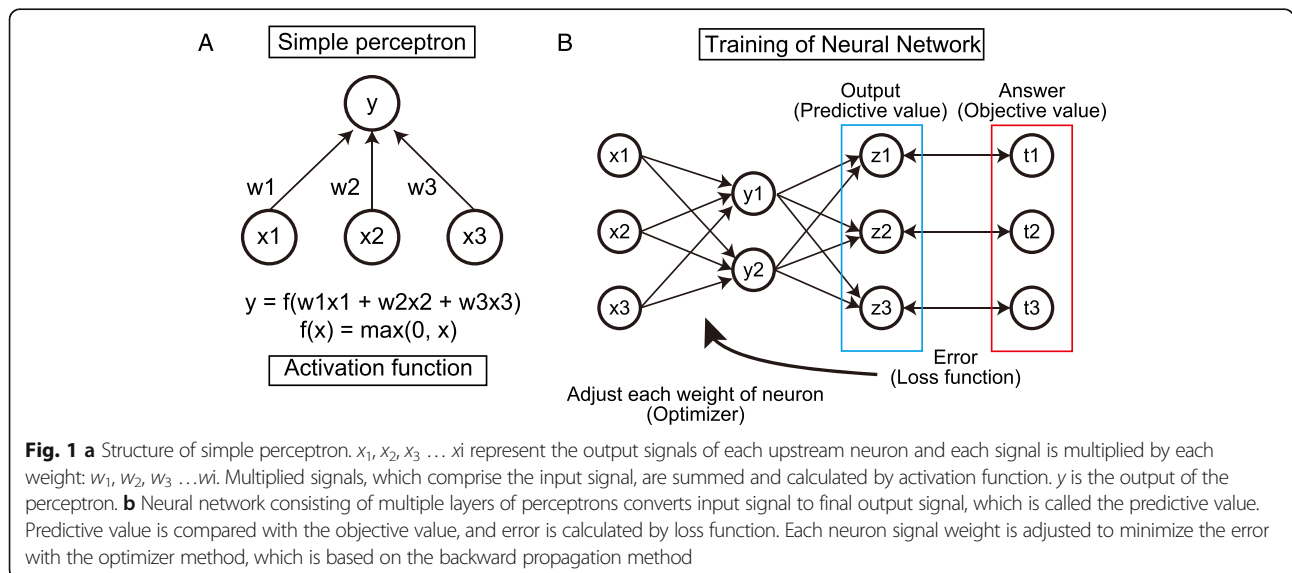 A
Simple perceptron
y
w1 w2 w3
x1 x2 x3
y = f(w1x1 + w2x2 + w3x3)
f(x) = max(0, x)
Activation function
B
Training of Neural Network
Output
(Predictive value)
Answer
(Objective value)
x1
x2
x3
y1
y2
z1
z2
z3
t1
t2
t3
Error
(Loss function)
Adjust each weight of neuron
(Optimizer)
Fig. 1 a Structure of simple perceptron. x₁, x₂, x₃ … xi represent the output signals of each upstream neuron and each signal is multiplied by each
weight: w₁, w₂, w₃ …wi. Multiplied signals, which comprise the input signal, are summed and calculated by activation function. y is the output of the
perceptron. b Neural network consisting of multiple layers of perceptrons converts input signal to final output signal, which is called the predictive value.
Predictive value is compared with the objective value, and error is calculated by loss function. Each neuron signal weight is adjusted to minimize the error
with the optimizer method, which is based on the backward propagation method